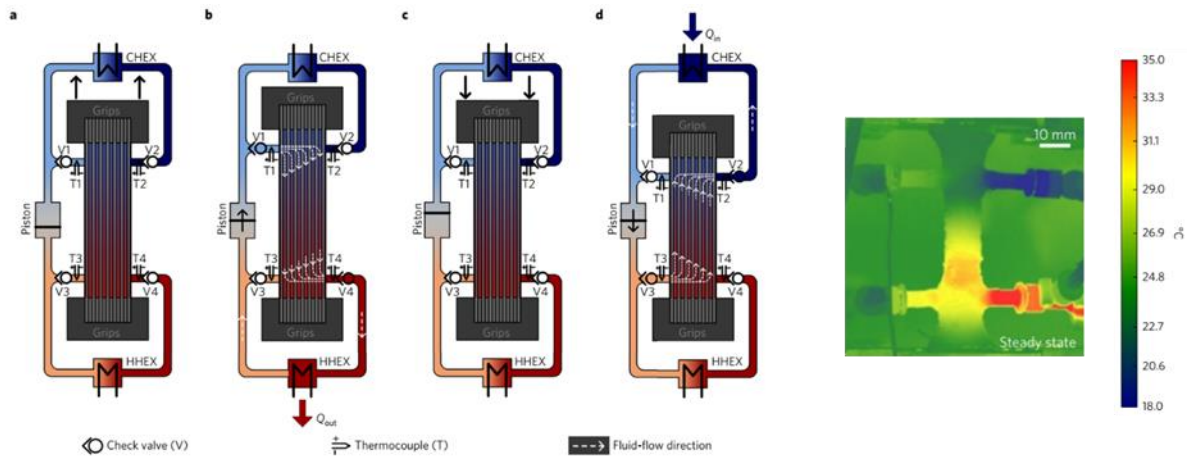 a
b
c
d
Qin
CHEX
CHEX
CHEX
CHEX
Grips
Grips
Grips
Grips
V1
V2
V1
V2
V1
V2
V1
V2
T1
T2
T1
T2
T1
T2
T1
T2
Piston
Piston
Piston
Piston
T3
T4
T3
T4
T3
T4
T3
T4
V3
V4
V3
V4
V3
V4
V3
V4
Grips
Grips
Grips
Grips
HHEX
HHEX
HHEX
HHEX
Qout
Check valve (V)
Thermocouple (T)
Fluid-flow direction
10 mm
Steady state
35.0
33.3
31.1
29.0
26.9
24.8
22.7
20.6
18.0
°C